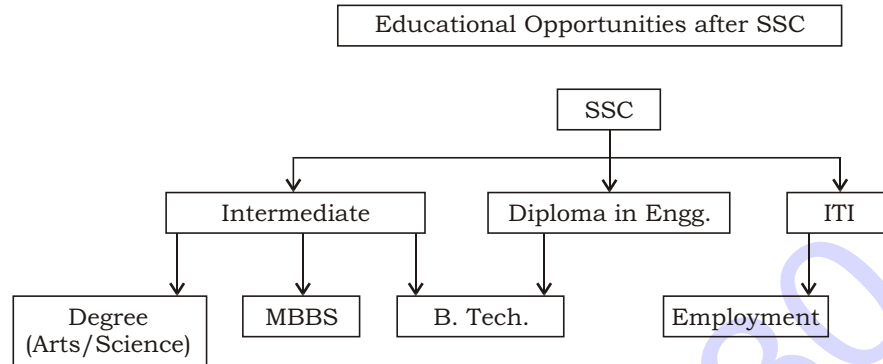 Educational Opportunities after SSC
SSC
Intermediate
Diploma in Engg.
ITI
Degree
(Arts/Science)
MBBS
B. Tech.
Employment